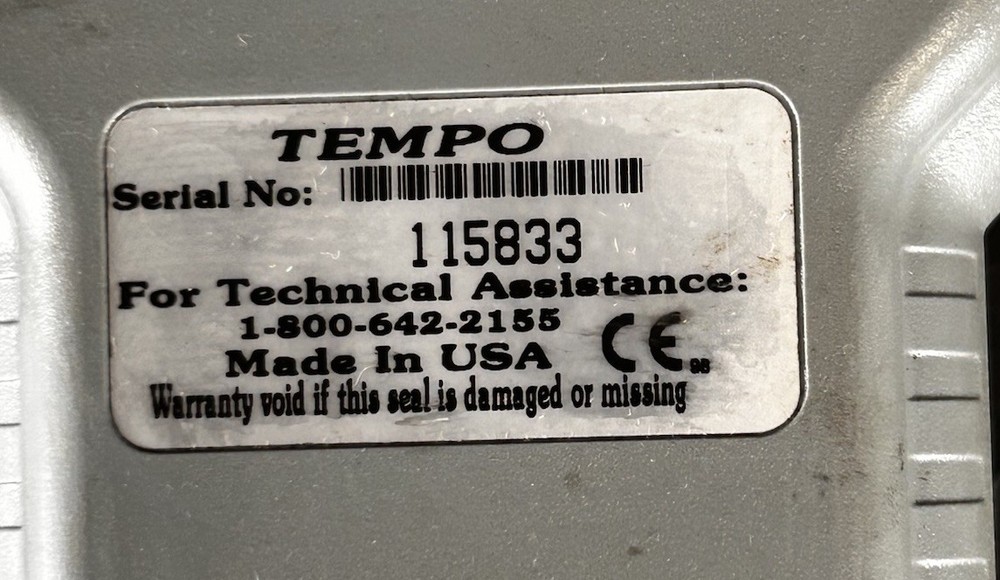 TEMPO
Serial No:
115833
For Technical Assistance:
1-800-642-2155
Made In USA CE
Warranty void if this seal is damaged or missing